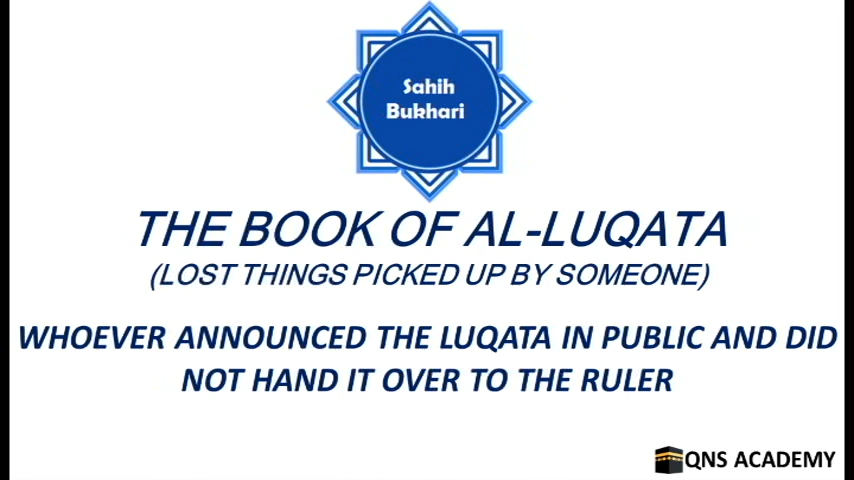 Sahih
Bukhari
THE BOOK OF AL-LUQATA
(LOST THINGS PICKED UP BY SOMEONE)
WHOEVER ANNOUNCED THE LUQATA IN PUBLIC AND DID
NOT HAND IT OVER TO THE RULER
QNS ACADEMY